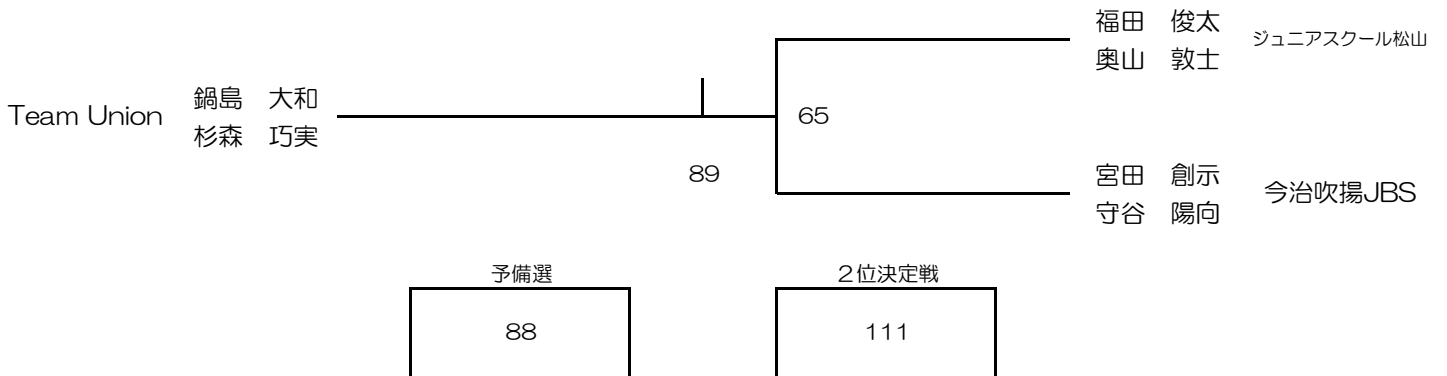 福田　俊太
奥山　敦士
ジュニアスクール松山
Team Union
鍋島　大和
杉森　巧実
65
89
宮田　創示
守谷　陽向
今治吹揚JBS
予備選
２位決定戦
88
111